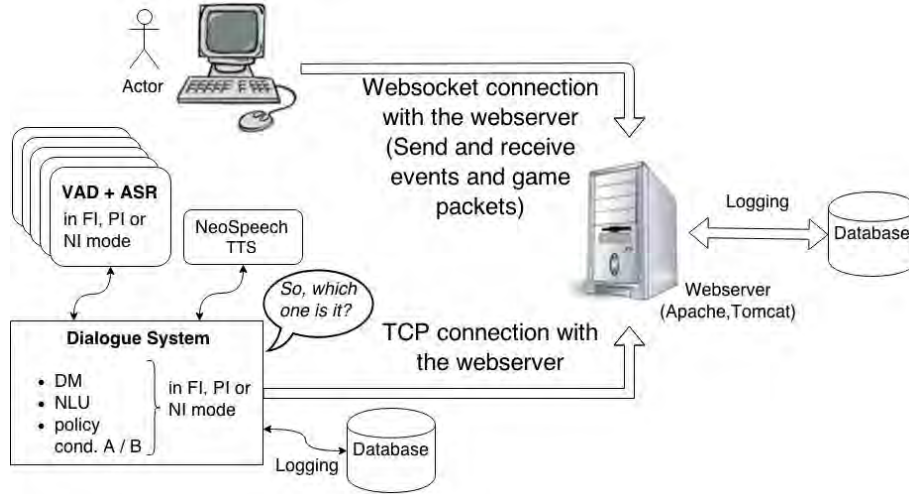 Actor
Websocket connection
with the webserver
(Send and receive
events and game
packets)
VAD + ASR
in FI, PI or
NI mode
NeoSpeech
TTS
So, which
one is it?
Logging
Database
Webserver
(Apache,Tomcat)
Dialogue System
• DM
• NLU
• policy
cond. A / B
in FI, PI or
NI mode
TCP connection with
the webserver
Logging
Database